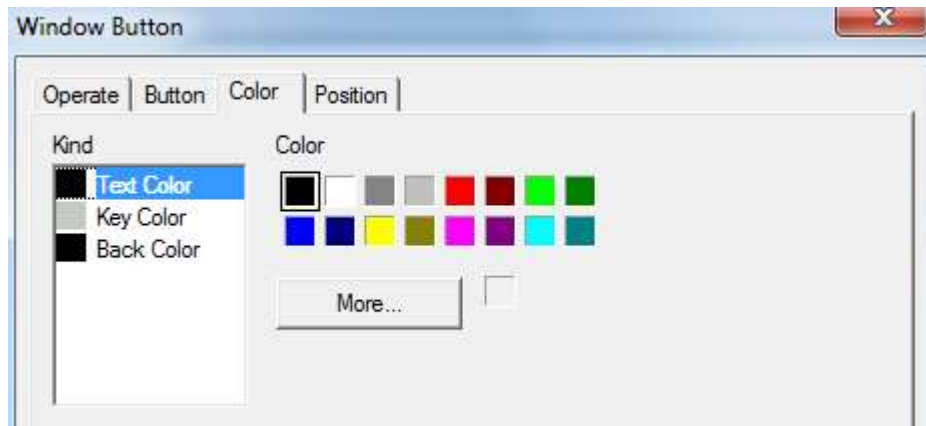 Window Button
Operate Button Color Position
Kind Color
Text Color
Key Color
Back Color
More...